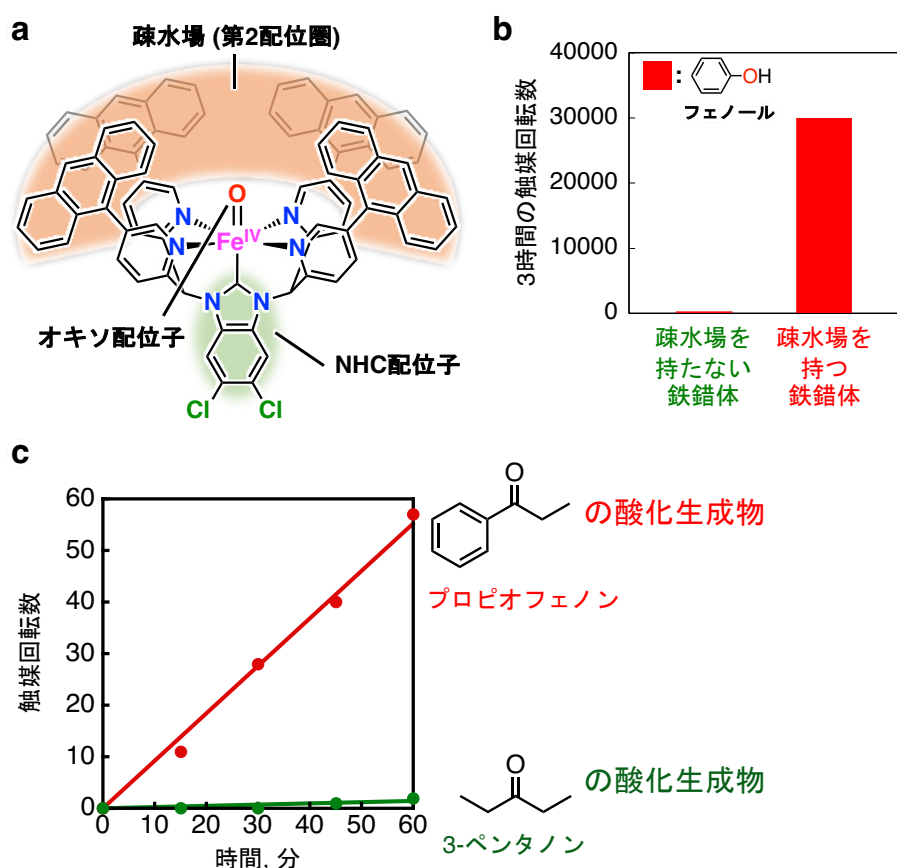 a
疎水場 (第2配位圏)
O
N
N
FeIV
N
N
N
N
オキソ配位子
NHC配位子
Cl
Cl
b
40000
: OH
フェノール
30000
20000
10000
0
3時間の触媒回転数
疎水場を
持たない
鉄錯体
疎水場を
持つ
鉄錯体
c
60
50
40
30
20
10
0
触媒回転数
0 10 20 30 40 50 60
時間, 分
O
の酸化生成物
プロピオフェノン
O
の酸化生成物
3-ペンタノン